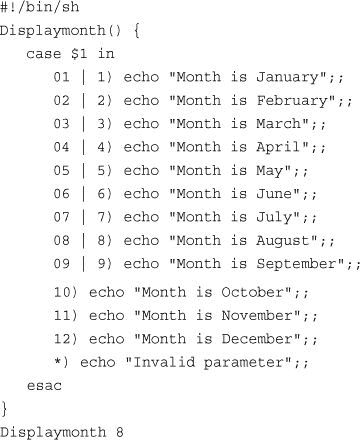 #!/bin/sh
Displaymonth() {
case $1 in
01 | 1) echo "Month is January";;
02 | 2) echo "Month is February";;
03 | 3) echo "Month is March";;
04 | 4) echo "Month is April";;
05 | 5) echo "Month is May";;
06 | 6) echo "Month is June";;
07 | 7) echo "Month is July";;
08 | 8) echo "Month is August";;
09 | 9) echo "Month is September";;
10) echo "Month is October";;
11) echo "Month is November";;
12) echo "Month is December";;
*) echo "Invalid parameter";;
esac
}
Displaymonth 8